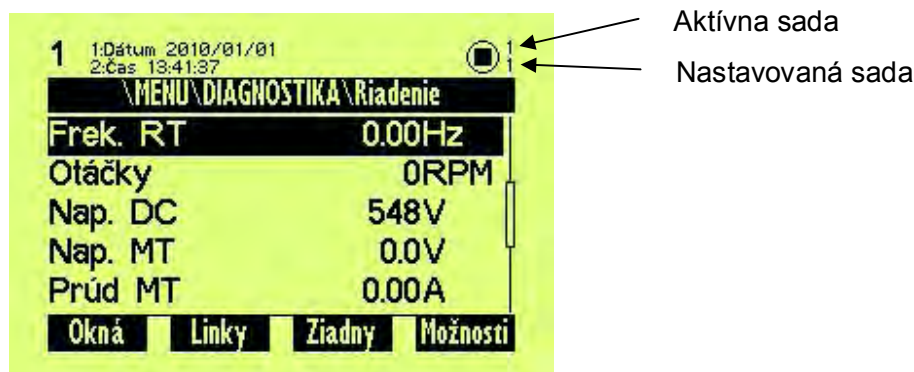 Aktívna sada
Nastavovaná sada
1 1:Dátum 2010/01/01 1
2:Čas 13:41:37 1
\MENU\DIAGNOSTIKA\Riadenie
Frek. RT 0.00Hz
Otáčky 0RPM
Nap. DC 548V
Nap. MT 0.0V
Prúd MT 0.00A
Okná Linky Ziadny Možnosti